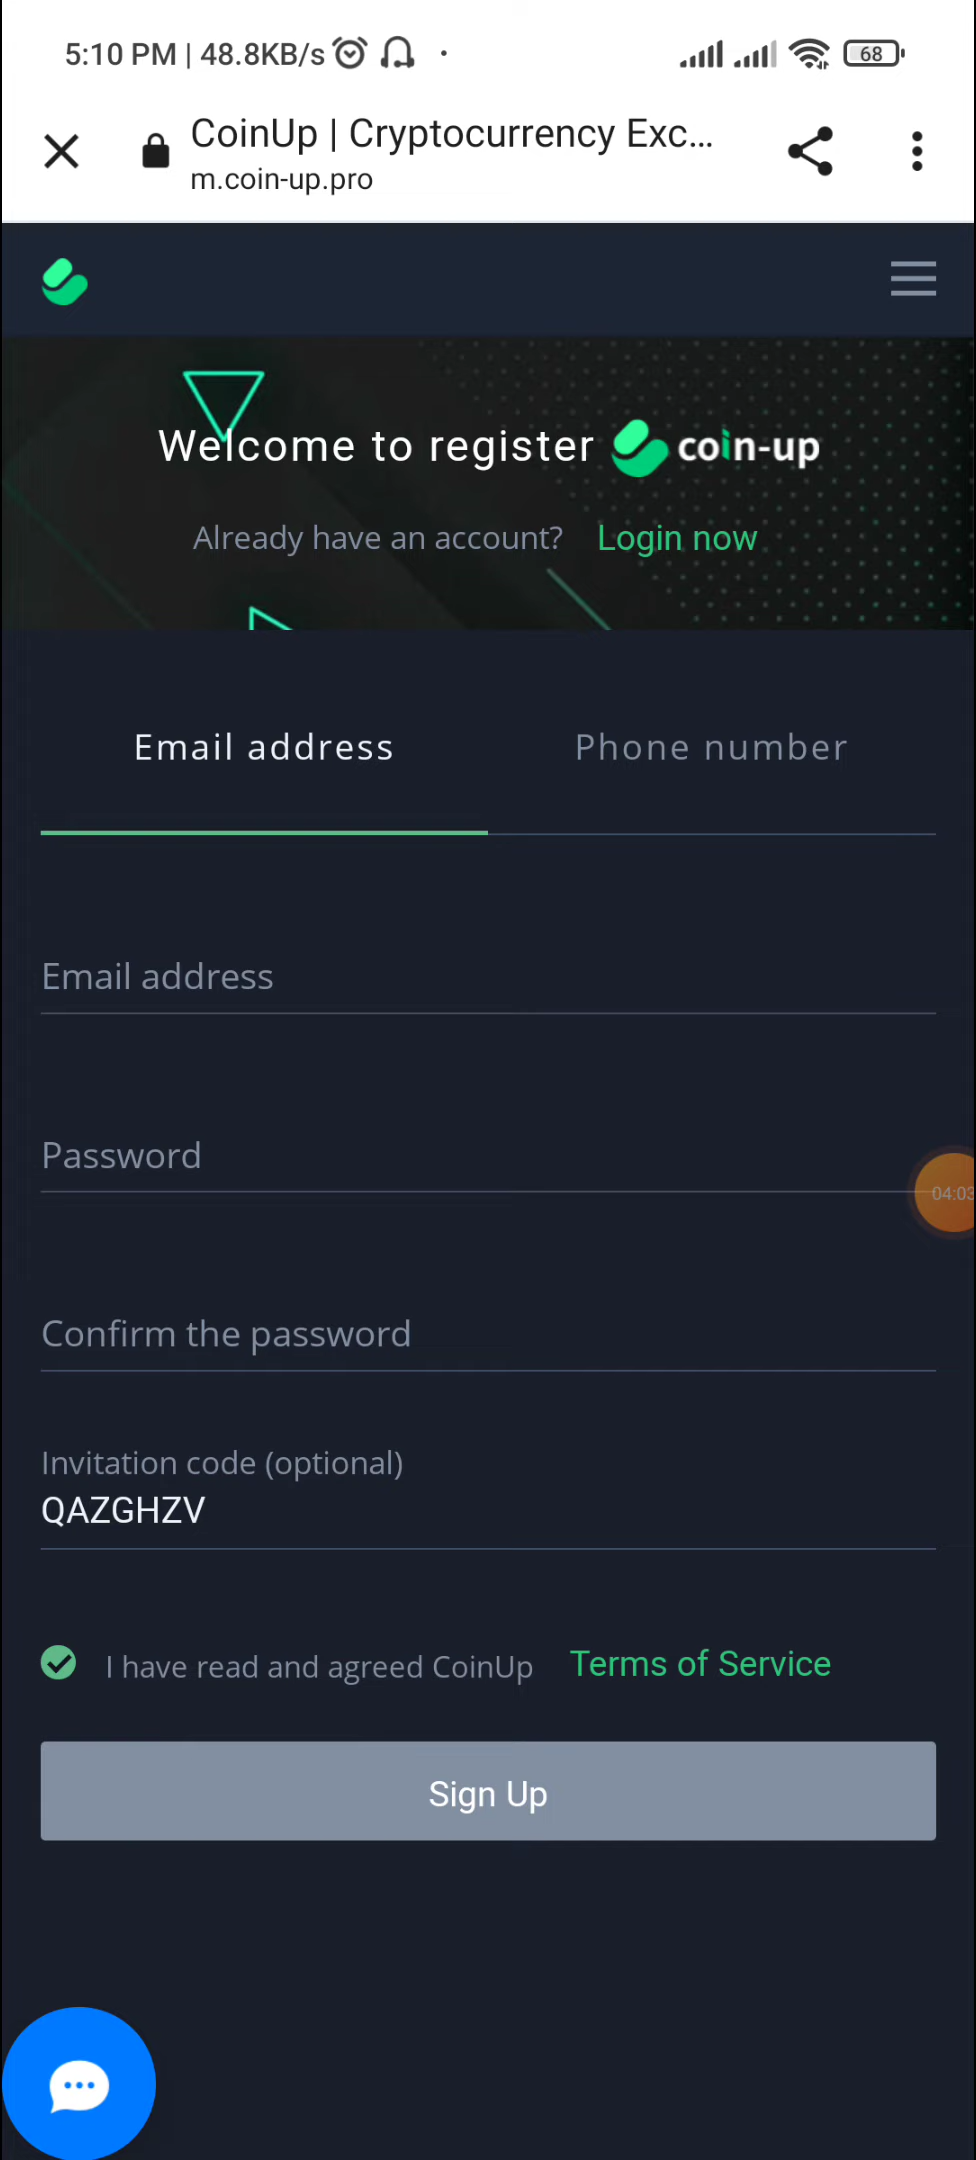 5:10 PM | 48.8KB/s
68
CoinUp | Cryptocurrency Exc...
m.coin-up.pro
Welcome to register coin-up
Already have an account? Login now
Email address Phone number
Email address
Password
04:03
Confirm the password
Invitation code (optional)
QAZGHZV
I have read and agreed CoinUp Terms of Service
Sign Up